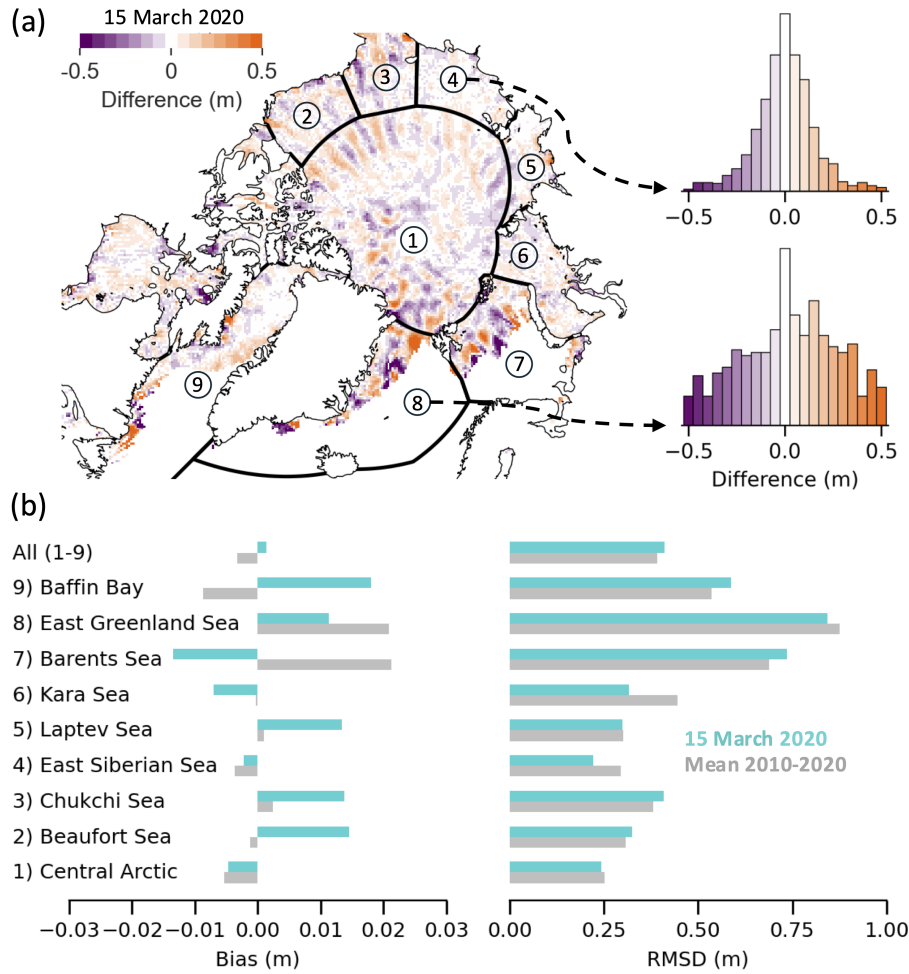 (a)
15 March 2020
-0.5 0 0.5
Difference (m)
1
2
3
4
5
6
7
8
9
−0.5 0.0 0.5
−0.5 0.0 0.5
Difference (m)
(b)
All (1-9)
9) Baffin Bay
8) East Greenland Sea
7) Barents Sea
6) Kara Sea
5) Laptev Sea
4) East Siberian Sea
3) Chukchi Sea
2) Beaufort Sea
1) Central Arctic
15 March 2020
Mean 2010-2020
−0.03 −0.02 −0.01 0.00 0.01 0.02 0.03
Bias (m)
0.00 0.25 0.50 0.75 1.00
RMSD (m)